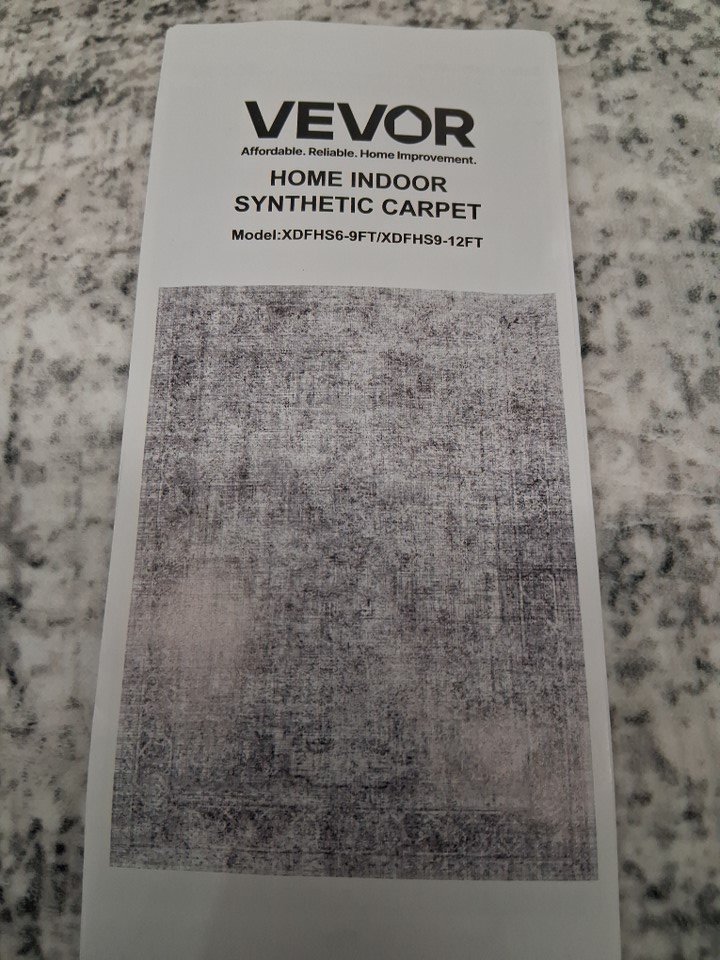 VEVOR
Affordable. Reliable. Home Improvement.
HOME INDOOR
SYNTHETIC CARPET
Model:XDFHS6-9FT/XDFHS9-12FT